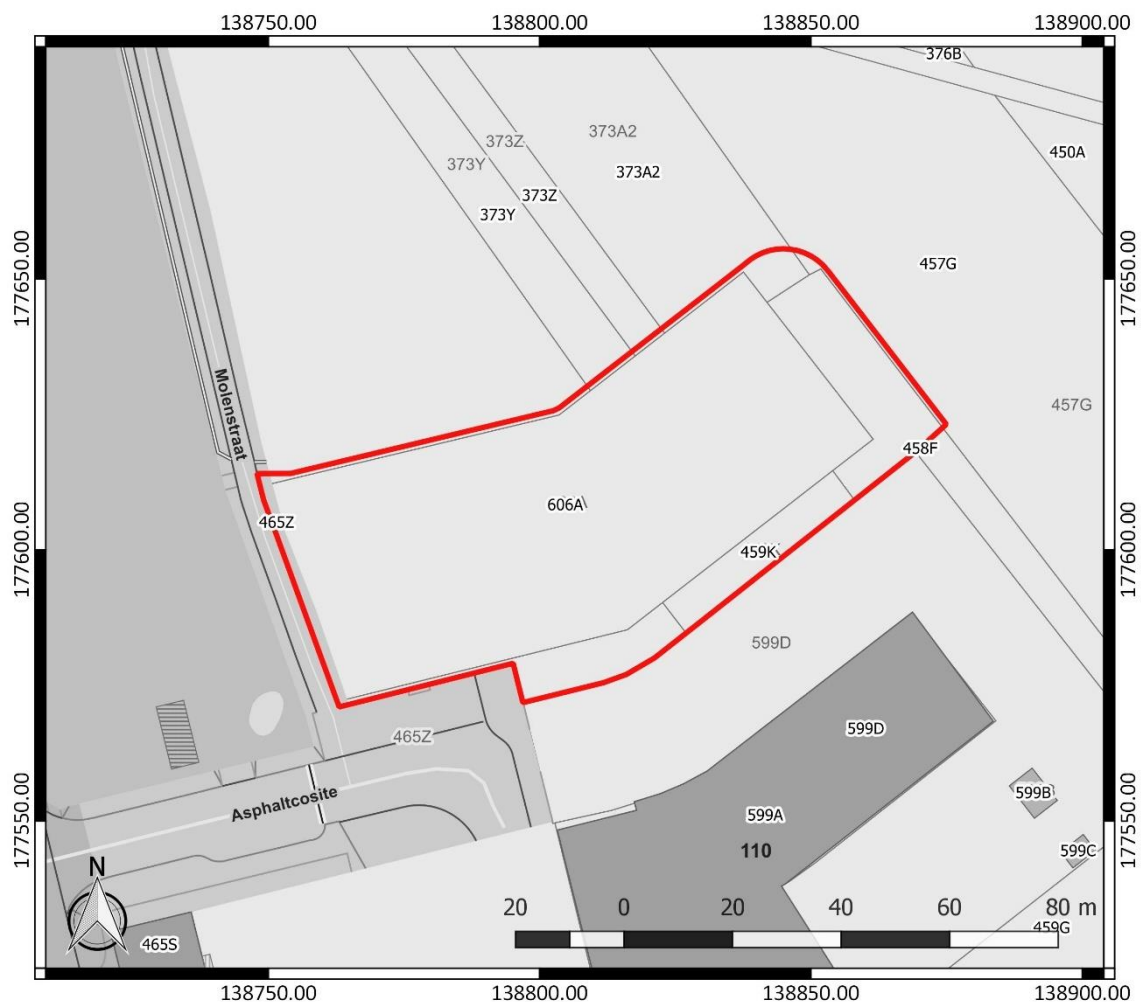 138750.00 138800.00 138850.00 138900.00
376B
373A2
373Z
450A
373Y
373A2
373Z
373Y
457G
177650.00
177650.00
Molenstraat
457G
458F
606A
465Z
177600.00
459K
177600.00
599D
465Z
599D
599B
Asphaltcosite
599A
177550.00
177550.00
110
599C
N
20 0 20 40 60 80 m
459G
465S
138750.00 138800.00 138850.00 138900.00